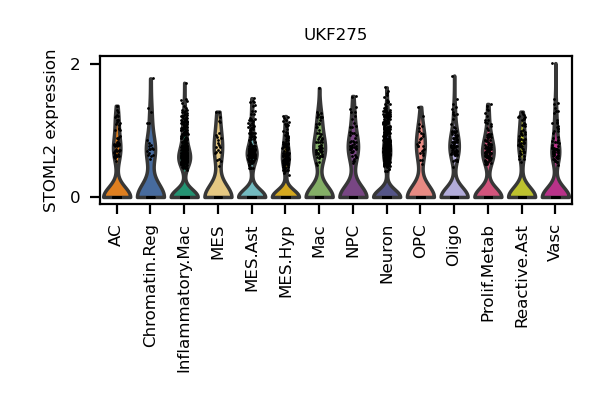 UKF275
STOML2 expression
2
0
AC
Chromatin.Reg
Inflammatory.Mac
MES
MES.Ast
MES.Hyp
Mac
NPC
Neuron
OPC
Oligo
Prolif.Metab
Reactive.Ast
Vasc